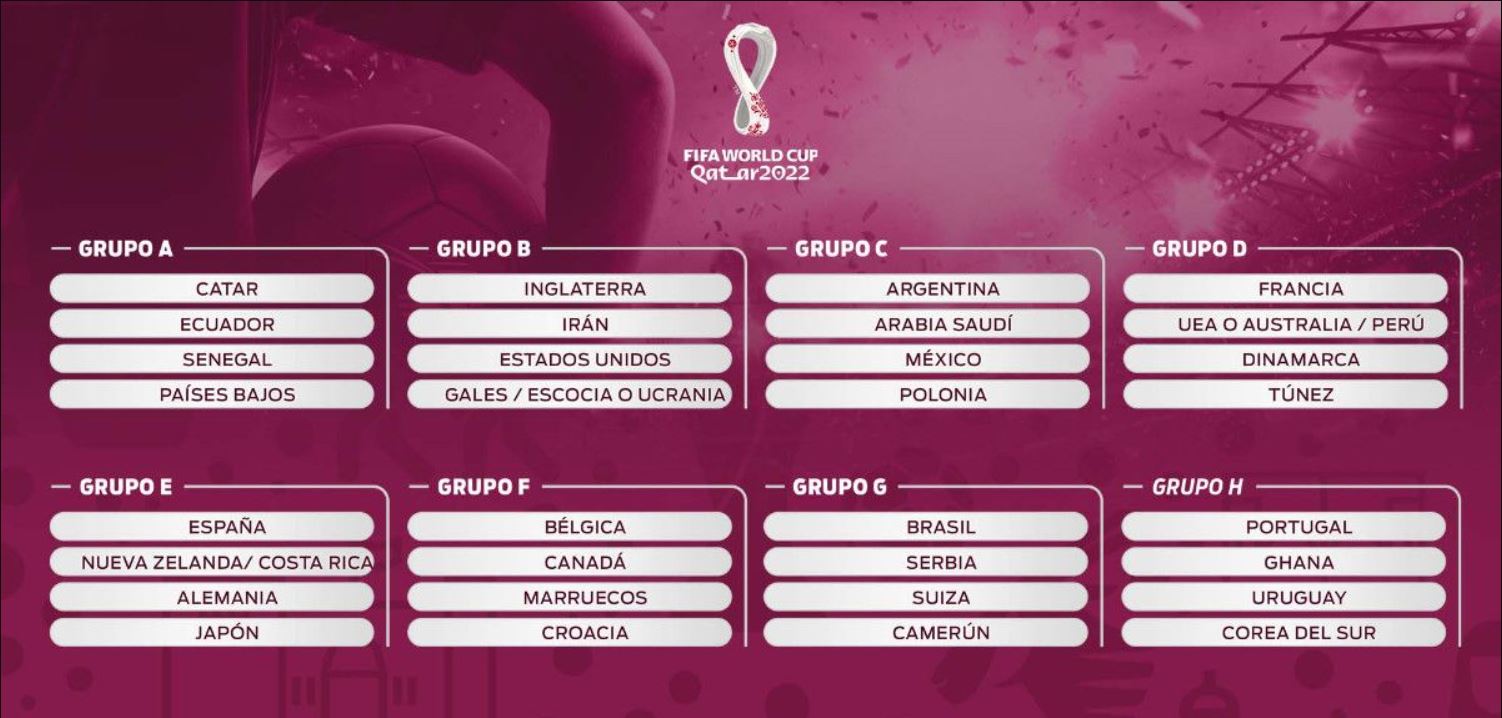 FIFA WORLD CUP
Qatar2022
GRUPO A
CATAR
ECUADOR
SENEGAL
PAÍSES BAJOS
GRUPO B
INGLATERRA
IRÁN
ESTADOS UNIDOS
GALES / ESCOCIA O UCRANIA
GRUPO C
ARGENTINA
ARABIA SAUDÍ
MÉXICO
POLONIA
GRUPO D
FRANCIA
UEA O AUSTRALIA / PERÚ
DINAMARCA
TÚNEZ
GRUPO E
ESPAÑA
NUEVA ZELANDA/ COSTA RICA
ALEMANIA
JAPÓN
GRUPO F
BÉLGICA
CANADÁ
MARRUECOS
CROACIA
GRUPO G
BRASIL
SERBIA
SUIZA
CAMERÚN
GRUPO H
PORTUGAL
GHANA
URUGUAY
COREA DEL SUR